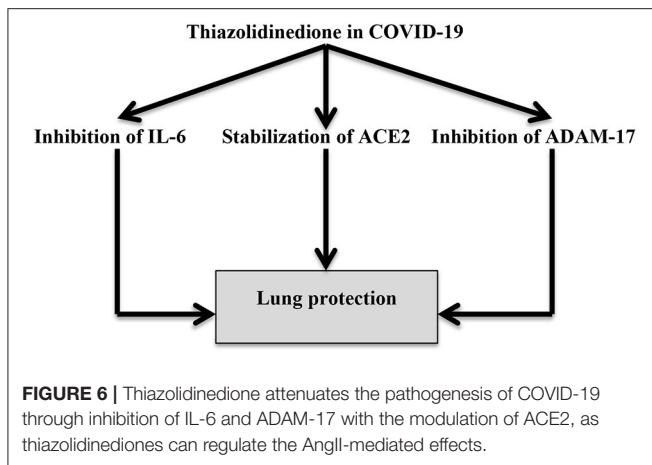 Thiazolidinedione in COVID-19
Inhibition of IL-6 Stabilization of ACE2 Inhibition of ADAM-17
Lung protection
FIGURE 6 | Thiazolidinedione attenuates the pathogenesis of COVID-19
through inhibition of IL-6 and ADAM-17 with the modulation of ACE2, as
thiazolidinediones can regulate the AngII-mediated effects.